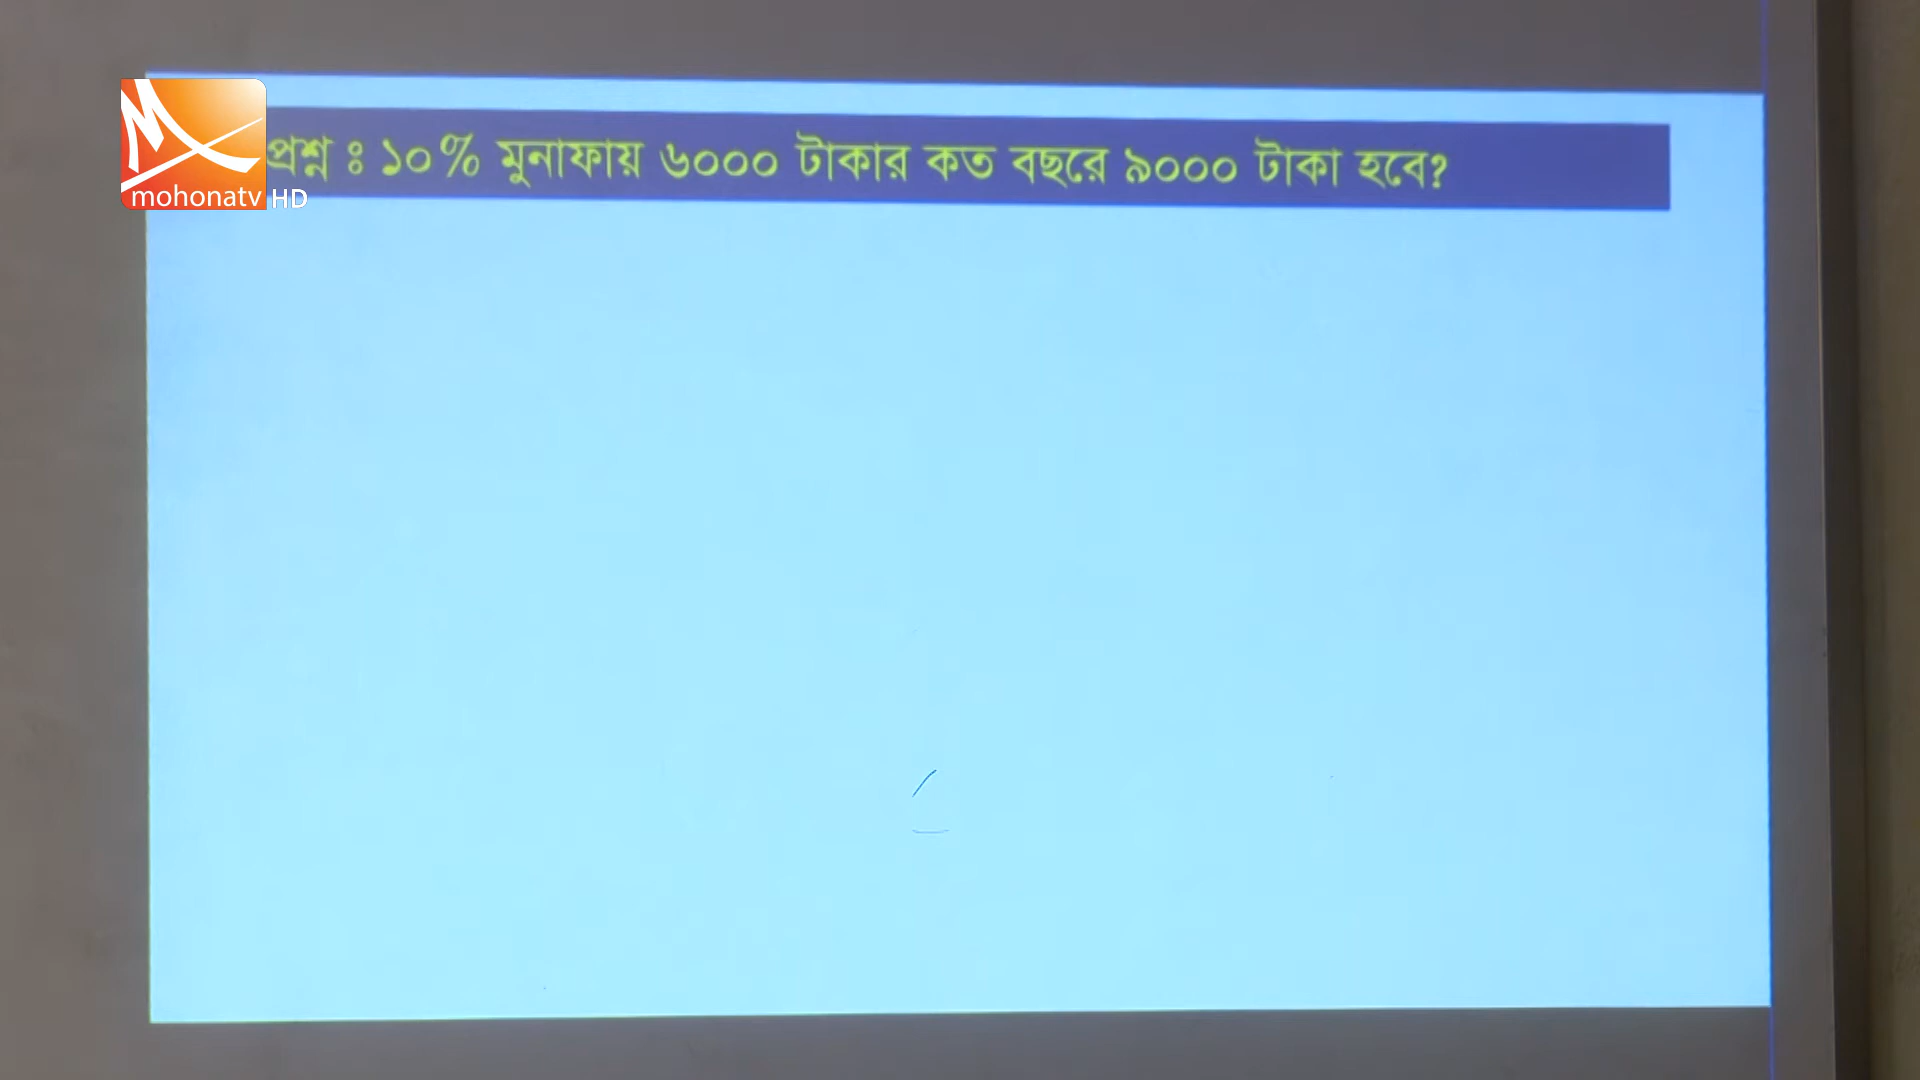 প্রশ্ন ঃ ১০% মুনাফায় ৬০০০ টাকার কত বছরে ৯০০০ টাকা হবে?
mohonatv HD